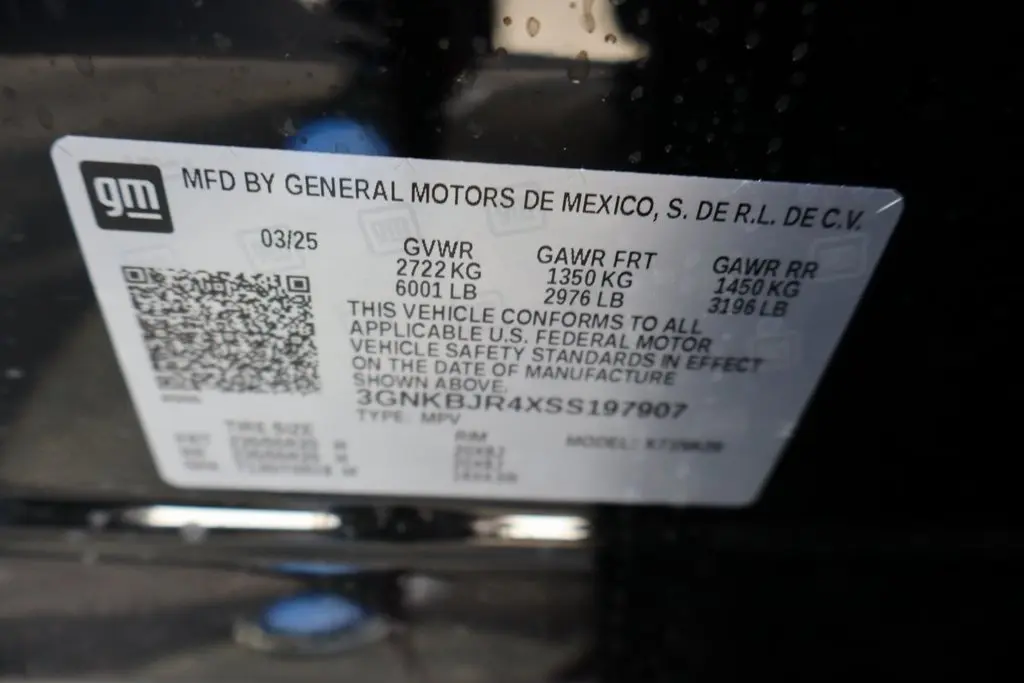 gm
MFD BY GENERAL MOTORS DE MEXICO, S. DE R.L. DE C.V.
03/25
GVWR GAWR FRT GAWR RR
2722 KG 1350 KG 1450 KG
6001 LB 2976 LB 3196 LB
THIS VEHICLE CONFORMS TO ALL
APPLICABLE U.S. FEDERAL MOTOR
VEHICLE SAFETY STANDARDS IN EFFECT
ON THE DATE OF MANUFACTURE
SHOWN ABOVE.
3GNKBJR4XSS197907
TYPE: MPV
TIRE SIZE RIM MODEL: